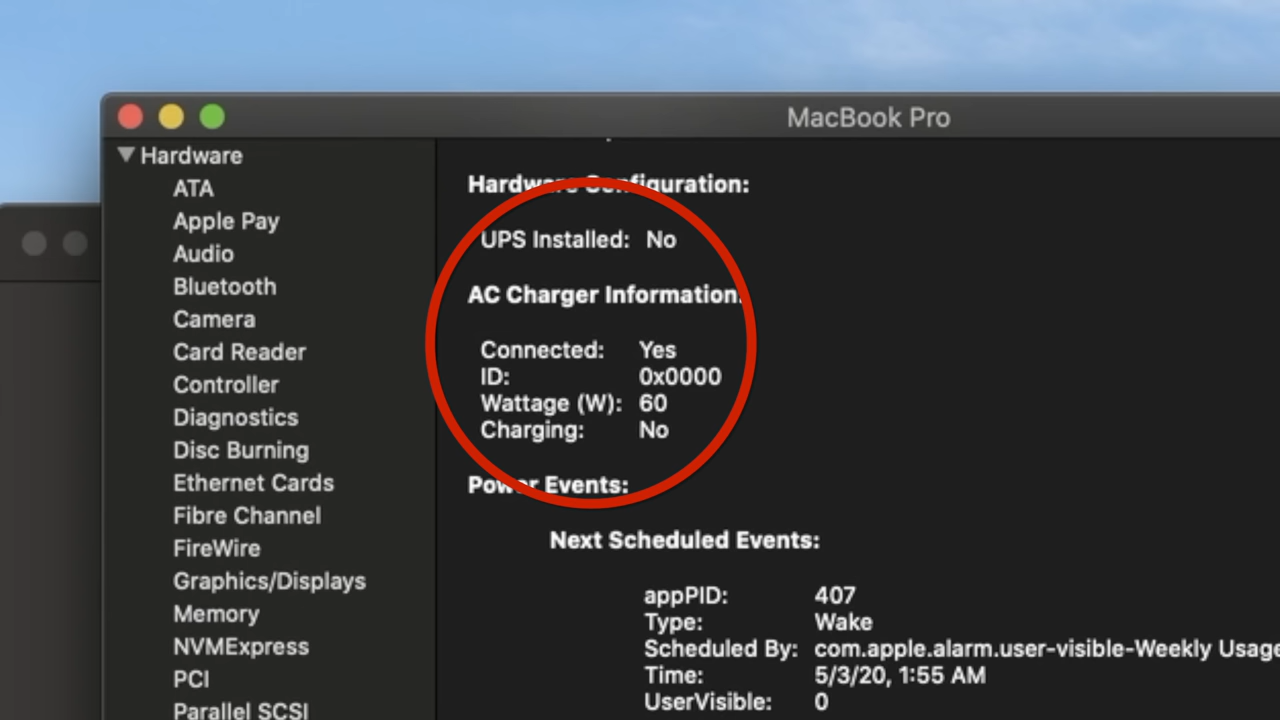 MacBook Pro
Hardware
ATA
Apple Pay
Audio
Bluetooth
Camera
Card Reader
Controller
Diagnostics
Disc Burning
Ethernet Cards
Fibre Channel
FireWire
Graphics/Displays
Memory
NVMExpress
PCI
Parallel SCSI
Hardware Configuration:
UPS Installed: No
AC Charger Information:
Connected: Yes
ID: 0x0000
Wattage (W): 60
Charging: No
Power Events:
Next Scheduled Events:
appPID: 407
Type: Wake
Scheduled By: com.apple.alarm.user-visible-Weekly Usage
Time: 5/3/20, 1:55 AM
UserVisible: 0